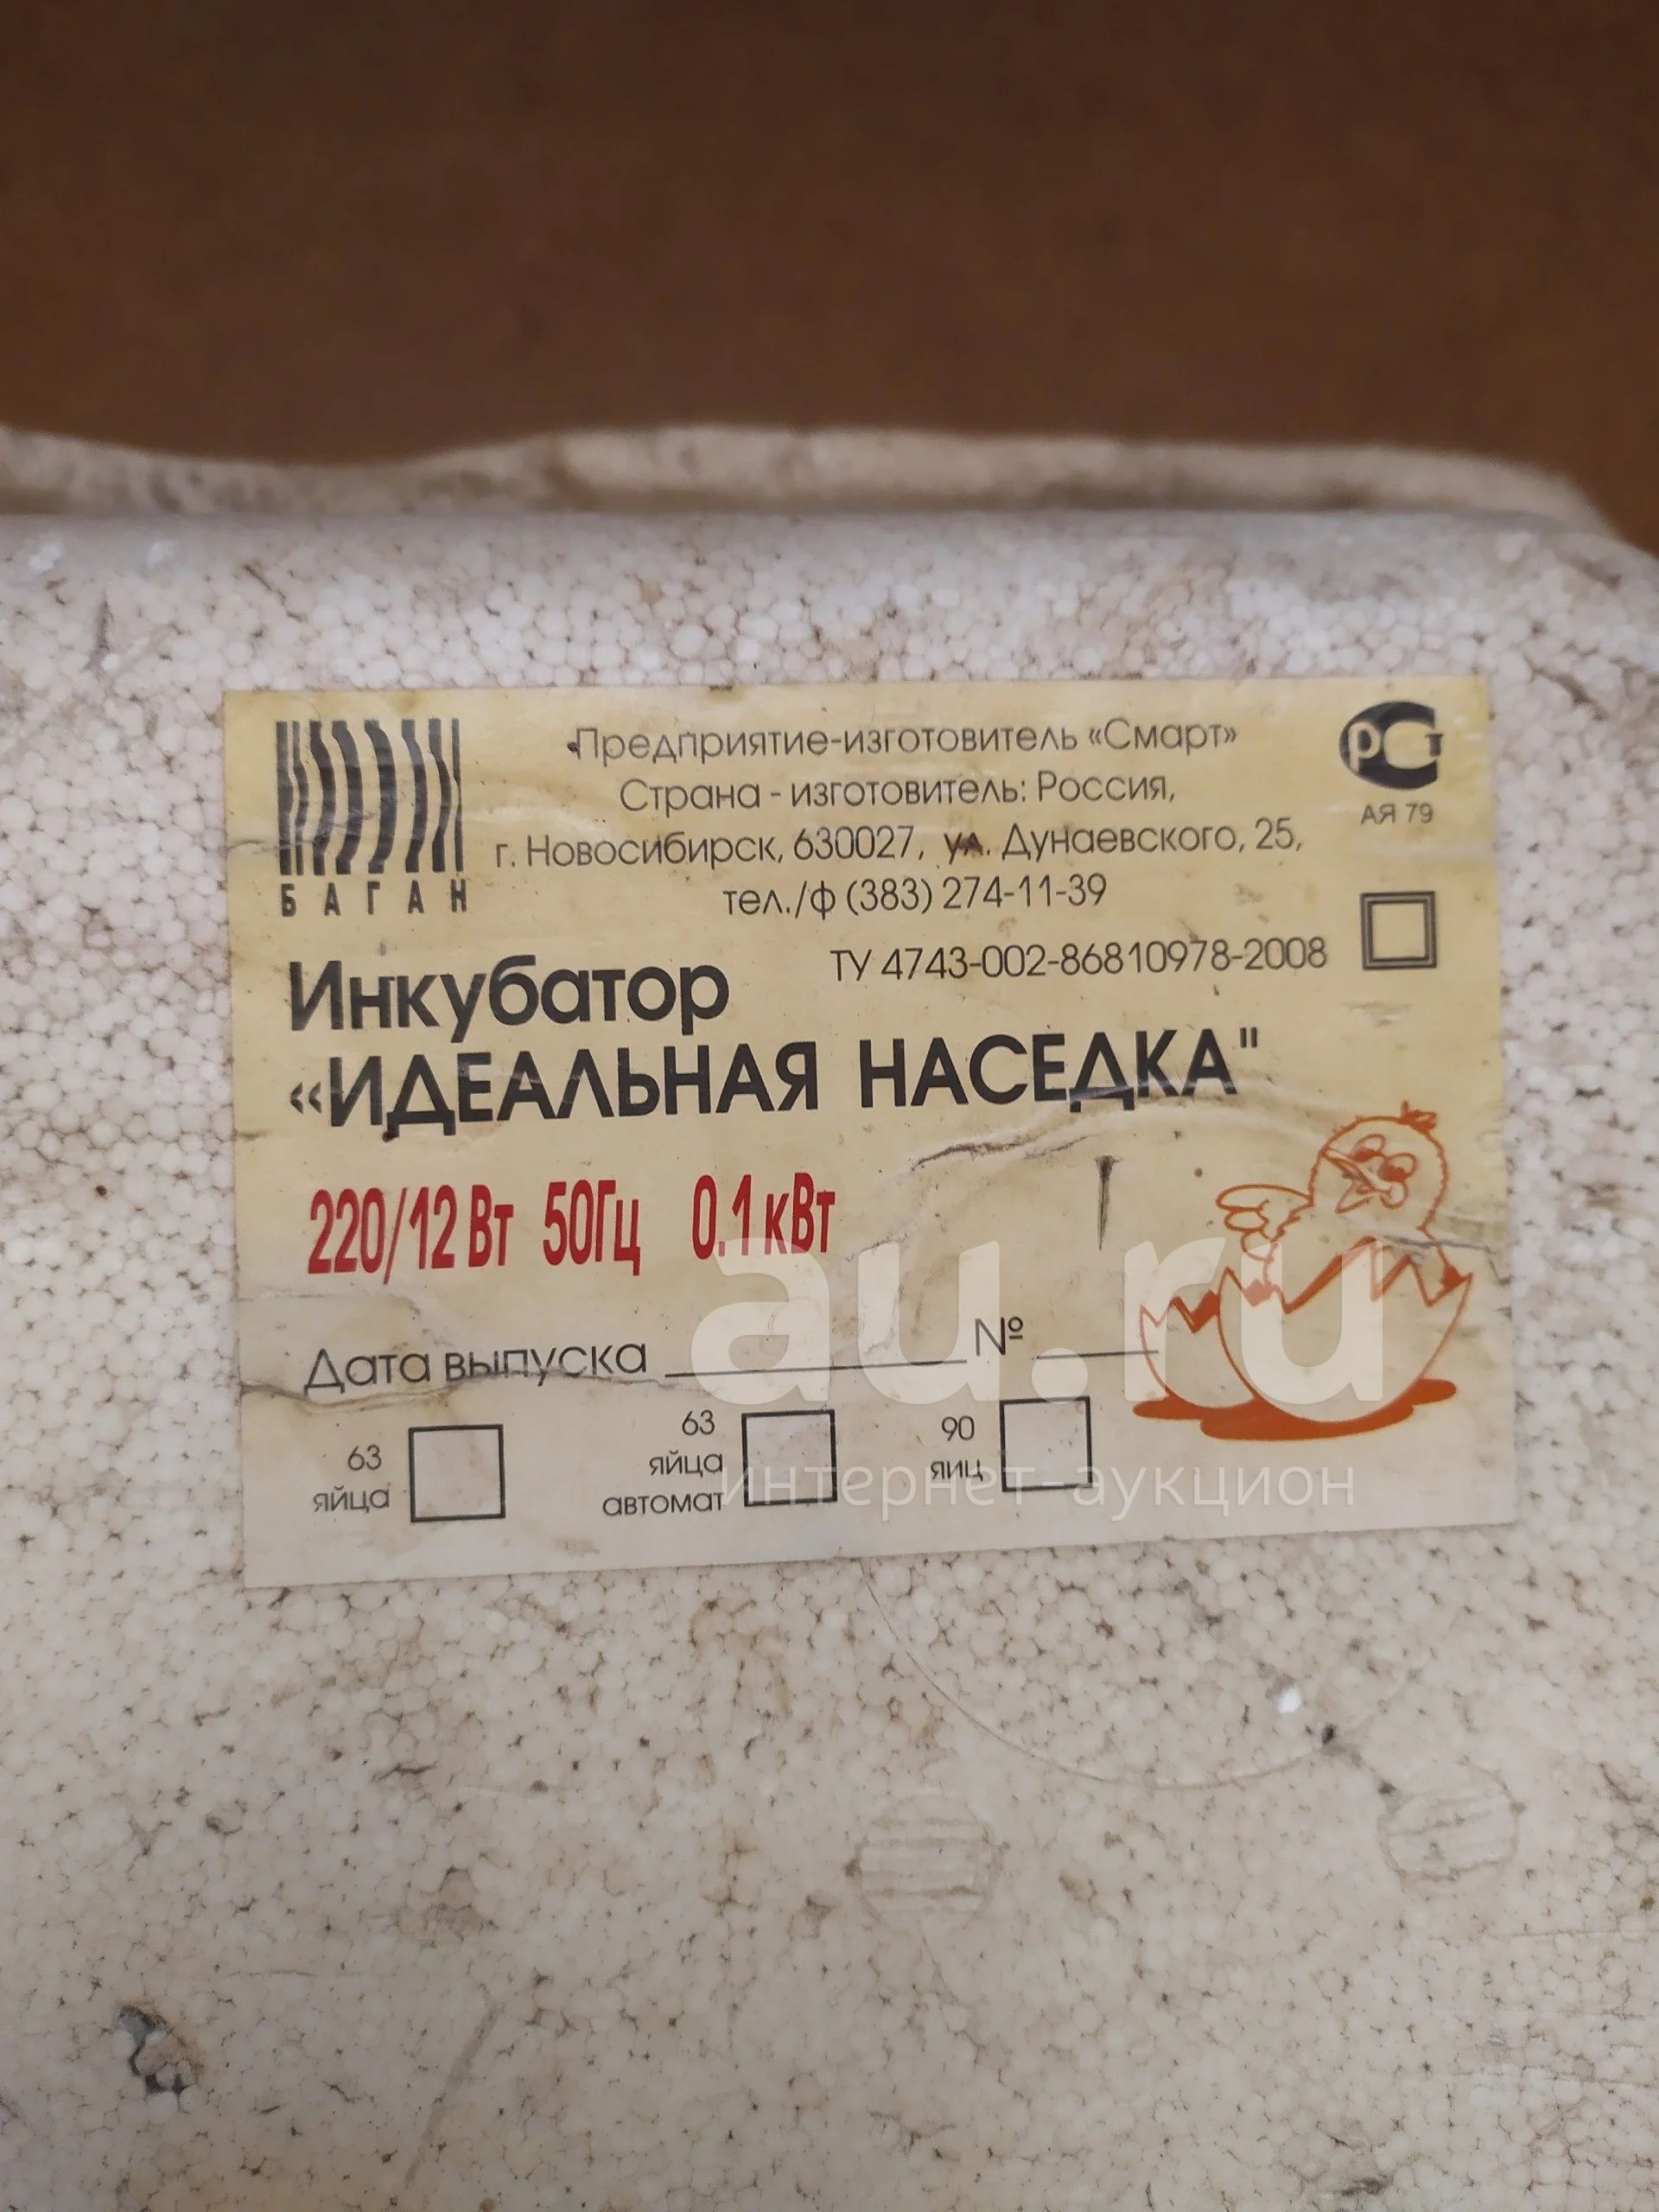 Предприятие-изготовитель «Смарт»
Страна - изготовитель: Россия,
г. Новосибирск, 630027, ул. Дунаевского, 25,
тел./ф (383) 274-11-39
БАГАН
РСТ
АЯ 79
ТУ 4743-002-86810978-2008
Инкубатор
«ИДЕАЛЬНАЯ НАСЕДКА"
220/12 Вт 50Гц 0.1 кВт
Дата выпуска ____________ № ______
63
яйца
63
яйца
автомат
90
яиц
au.ru
интернет-аукцион